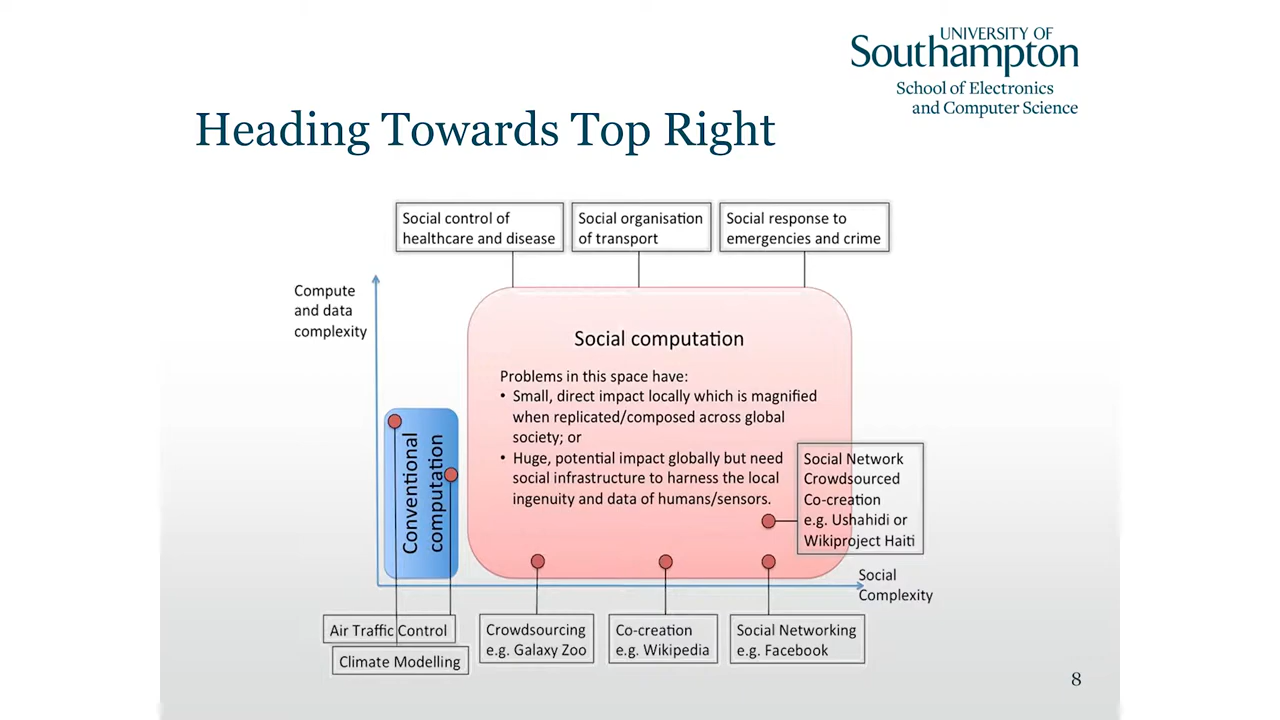 UNIVERSITY OF
Southampton
School of Electronics
and Computer Science
Heading Towards Top Right
Social control of
healthcare and disease
Social organisation
of transport
Social response to
emergencies and crime
Compute
and data
complexity
Social computation
Problems in this space have:
• Small, direct impact locally which is magnified
when replicated/composed across global
society; or
• Huge, potential impact globally but need
social infrastructure to harness the local
ingenuity and data of humans/sensors.
Conventional
computation
Social Network
Crowdsourced
Co-creation
e.g. Ushahidi or
Wikiproject Haiti
Social
Complexity
Air Traffic Control
Climate Modelling
Crowdsourcing
e.g. Galaxy Zoo
Co-creation
e.g. Wikipedia
Social Networking
e.g. Facebook
8